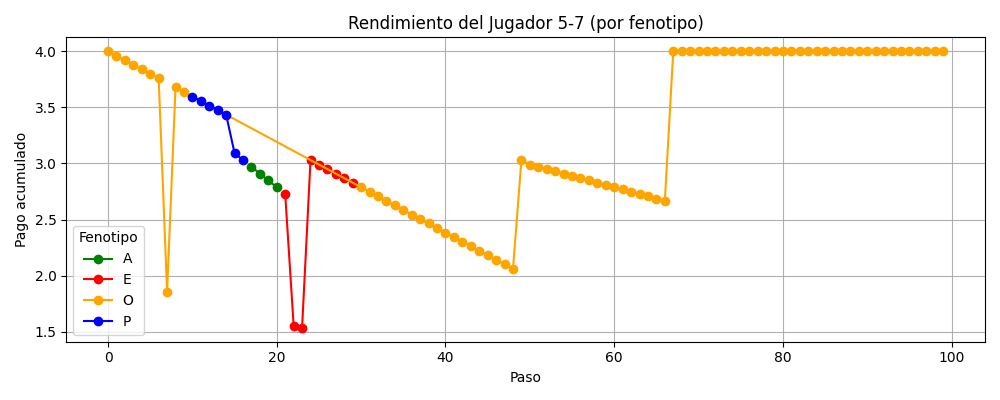 Rendimiento del Jugador 5-7 (por fenotipo)
Pago acumulado
4.0
3.5
3.0
2.5
2.0
1.5
Fenotipo
A
E
O
P
0 20 40 60 80 100
Paso